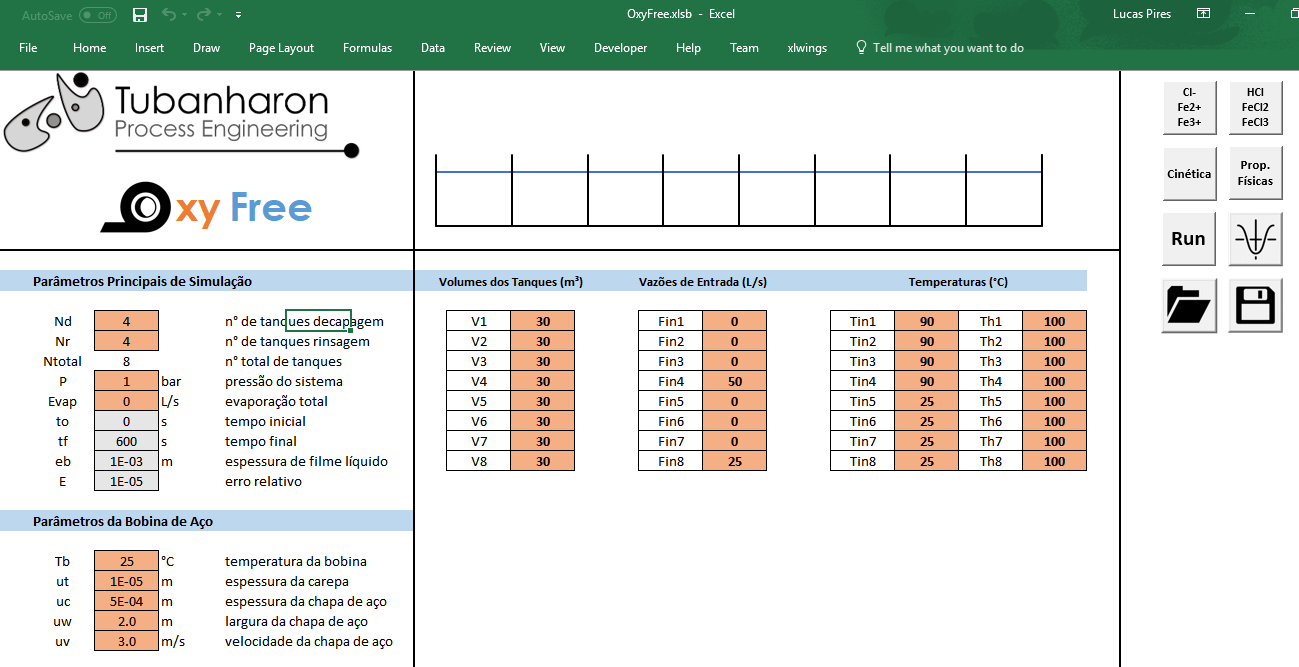 AutoSave Off OxyFree.xlsb - Excel Lucas Pires
File Home Insert Draw Page Layout Formulas Data Review View Developer Help Team xlwings Tell me what you want to do
Tubanharon
Process Engineering
Oxy Free
Cl-
Fe2+
Fe3+
HCl
FeCl2
FeCl3
Cinética
Prop.
Físicas
Run
Parâmetros Principais de Simulação
Nd 4 n° de tanques decapagem
Nr 4 n° de tanques rinsagem
Ntotal 8 n° total de tanques
P 1 bar pressão do sistema
Evap 0 L/s evaporação total
to 0 s tempo inicial
tf 600 s tempo final
eb 1E-03 m espessura de filme líquido
E 1E-05 erro relativo
Parâmetros da Bobina de Aço
Tb 25 °C temperatura da bobina
ut 1E-05 m espessura da carepa
uc 5E-04 m espessura da chapa de aço
uw 2.0 m largura da chapa de aço
uv 3.0 m/s velocidade da chapa de aço
Volumes dos Tanques (m³)
V1 30
V2 30
V3 30
V4 30
V5 30
V6 30
V7 30
V8 30
Vazões de Entrada (L/s)
Fin1 0
Fin2 0
Fin3 0
Fin4 50
Fin5 0
Fin6 0
Fin7 0
Fin8 25
Temperaturas (°C)
Tin1 90 Th1 100
Tin2 90 Th2 100
Tin3 90 Th3 100
Tin4 90 Th4 100
Tin5 25 Th5 100
Tin6 25 Th6 100
Tin7 25 Th7 100
Tin8 25 Th8 100